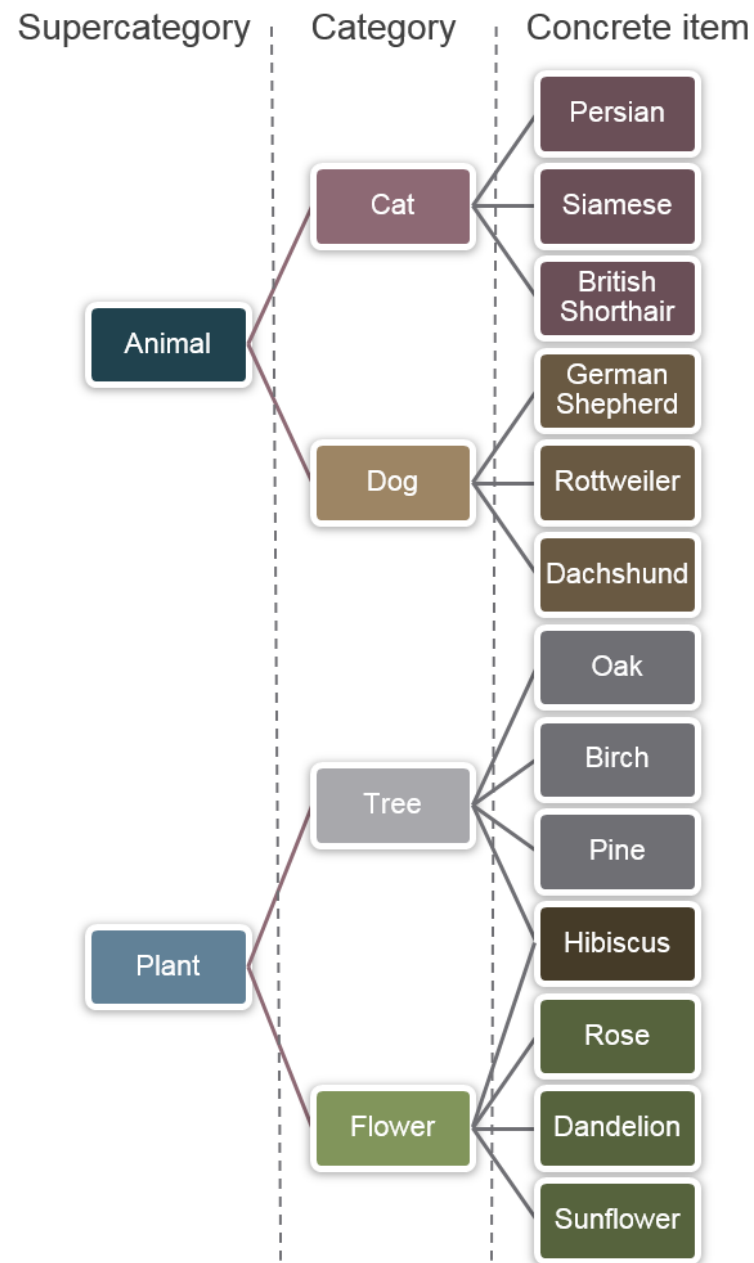 Supercategory
Category
Concrete item
Persian
Cat
Siamese
British
Shorthair
Animal
German
Shepherd
Dog
Rottweiler
Dachshund
Oak
Birch
Tree
Pine
Hibiscus
Plant
Rose
Flower
Dandelion
Sunflower